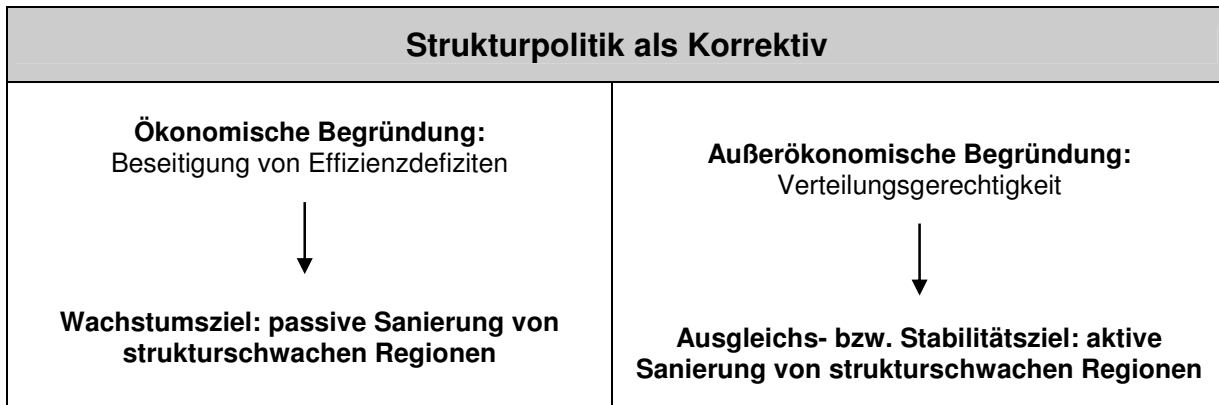 Strukturpolitik als Korrektiv
Ökonomische Begründung:
Beseitigung von Effizienzdefiziten
Wachstumsziel: passive Sanierung von
strukturschwachen Regionen
Außerökonomische Begründung:
Verteilungsgerechtigkeit
Ausgleichs- bzw. Stabilitätsziel: aktive
Sanierung von strukturschwachen Regionen